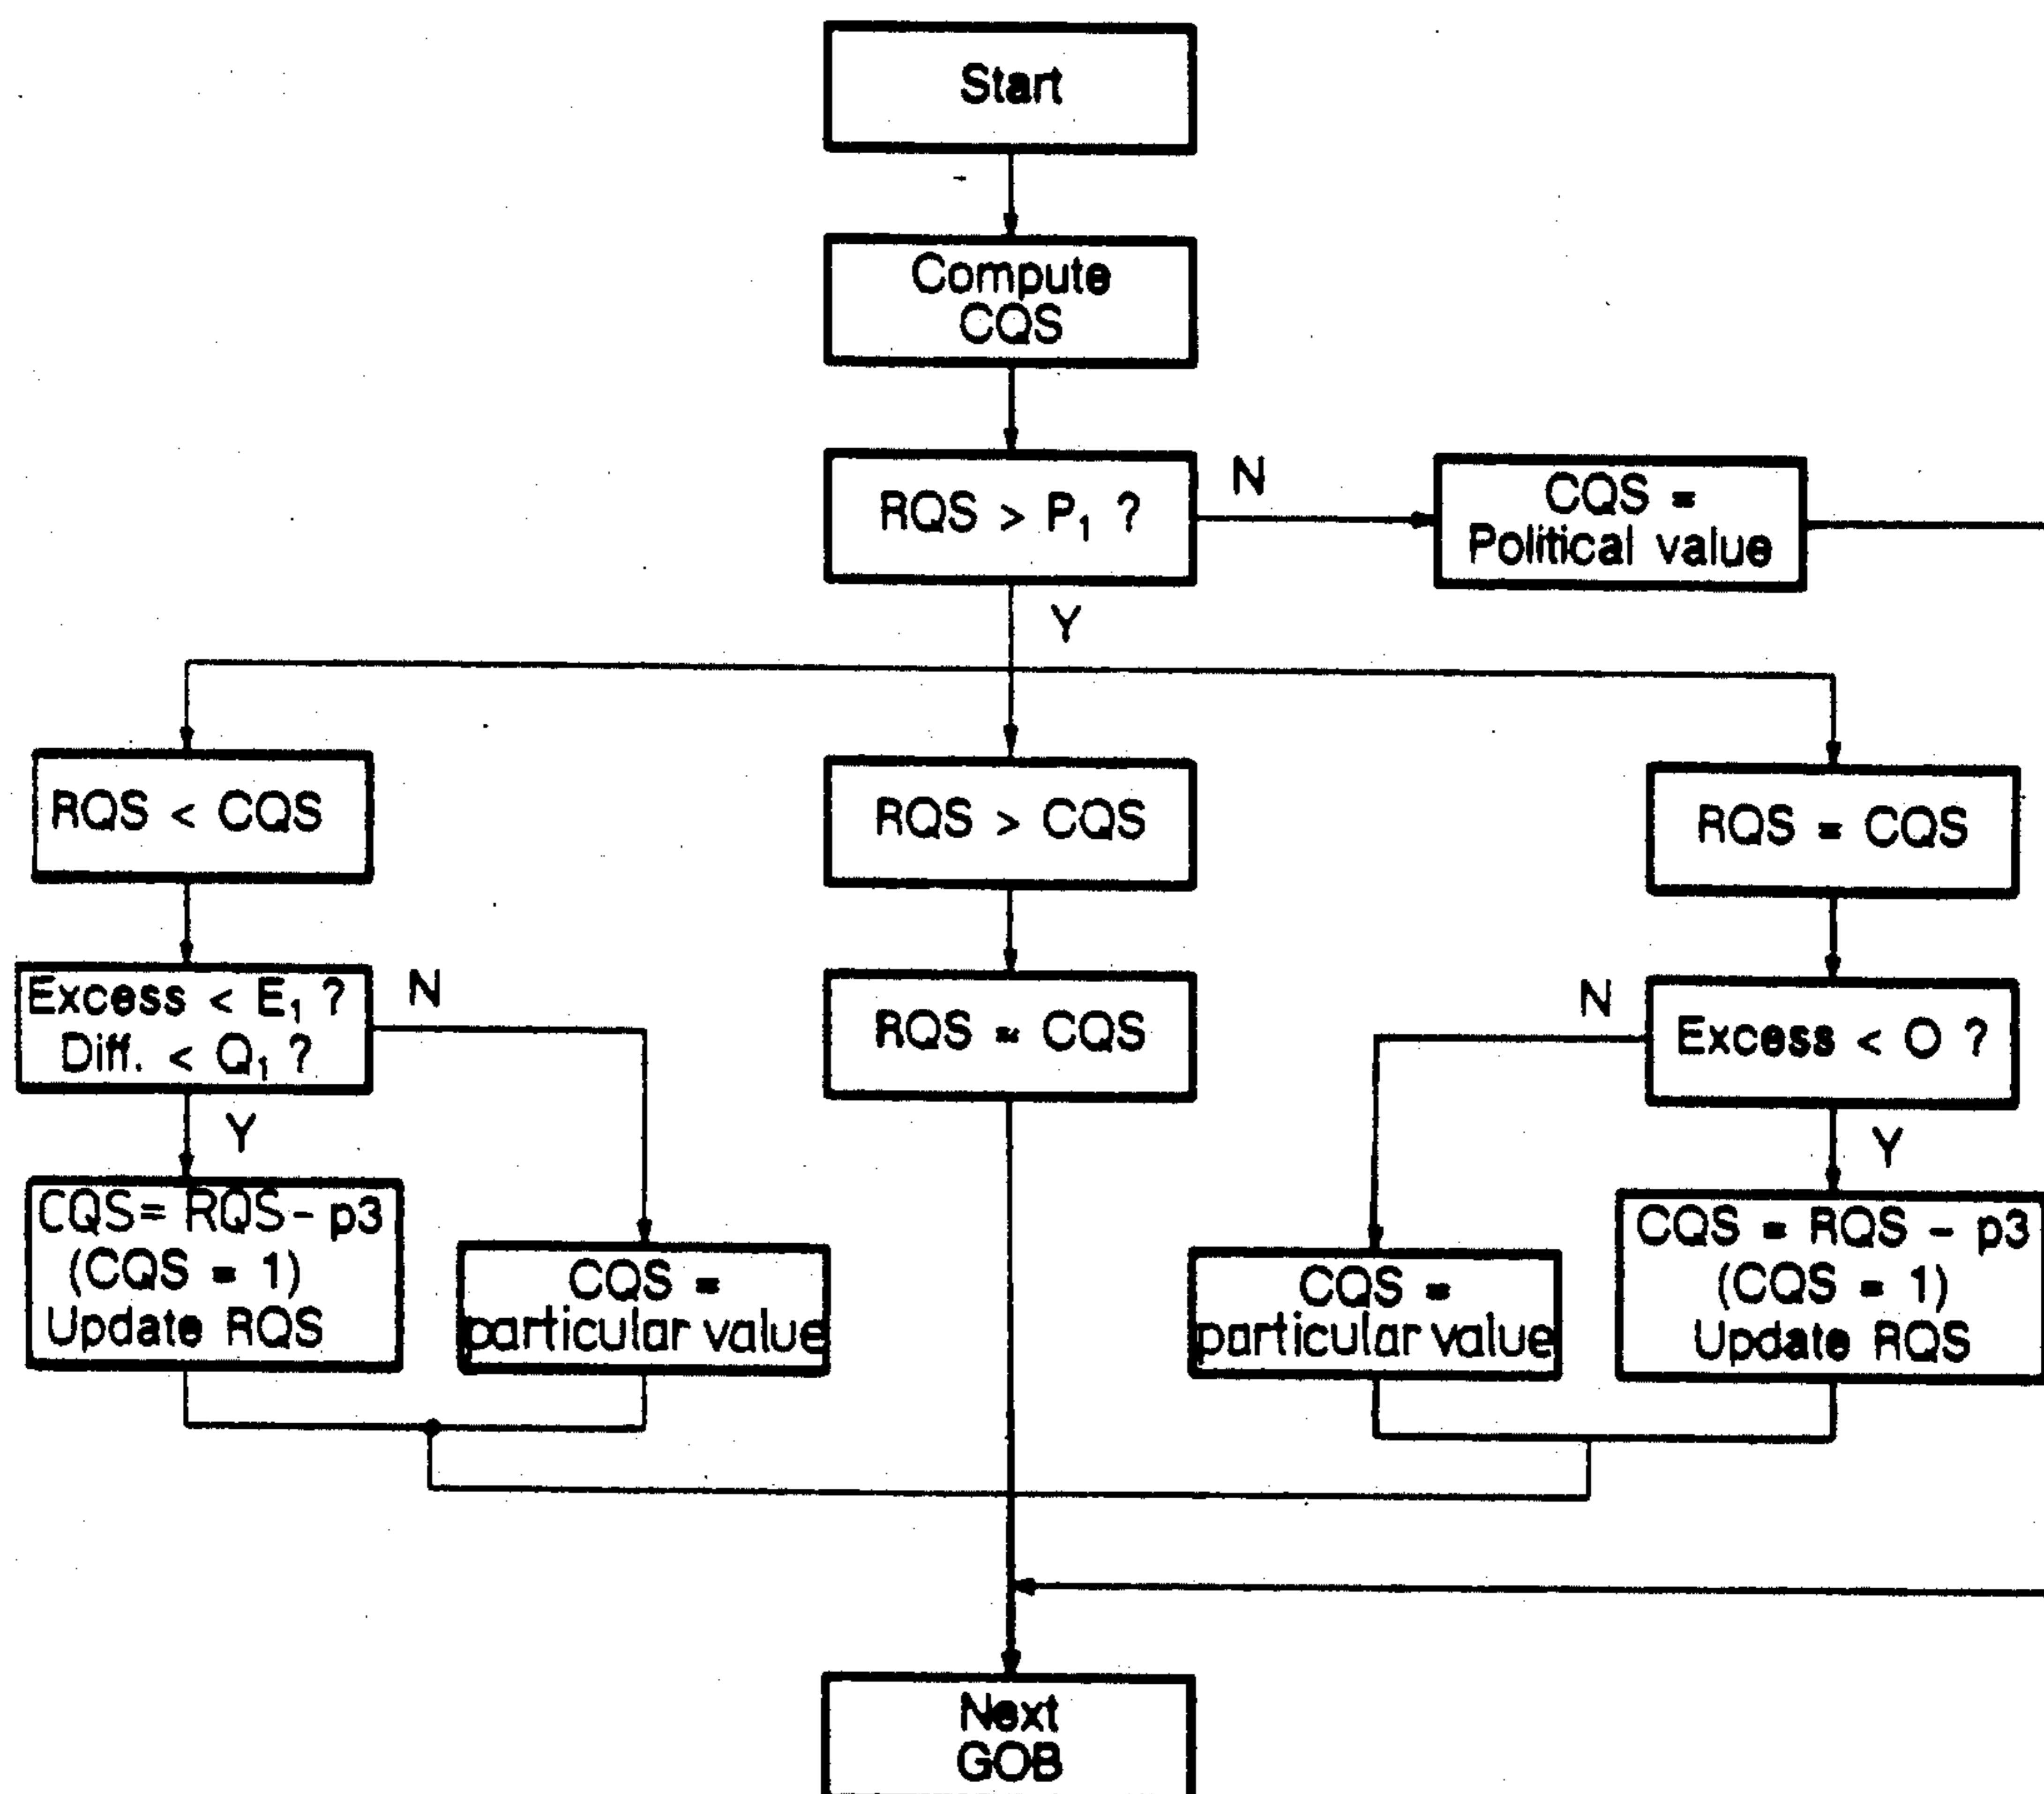 Start
Compute
CQS
RQS > P₁ ?
N
CQS =
Political value
Y
RQS < CQS
RQS > CQS
RQS = CQS
Excess < E₁ ?
Diff. < Q₁ ?
N
RQS = CQS
N
Excess < O ?
Y
Y
CQS= RQS- p3
(CQS = 1)
Update RQS
CQS =
particular value
CQS =
particular value
CQS = RQS - p3
(CQS = 1)
Update RQS
Next
GOB